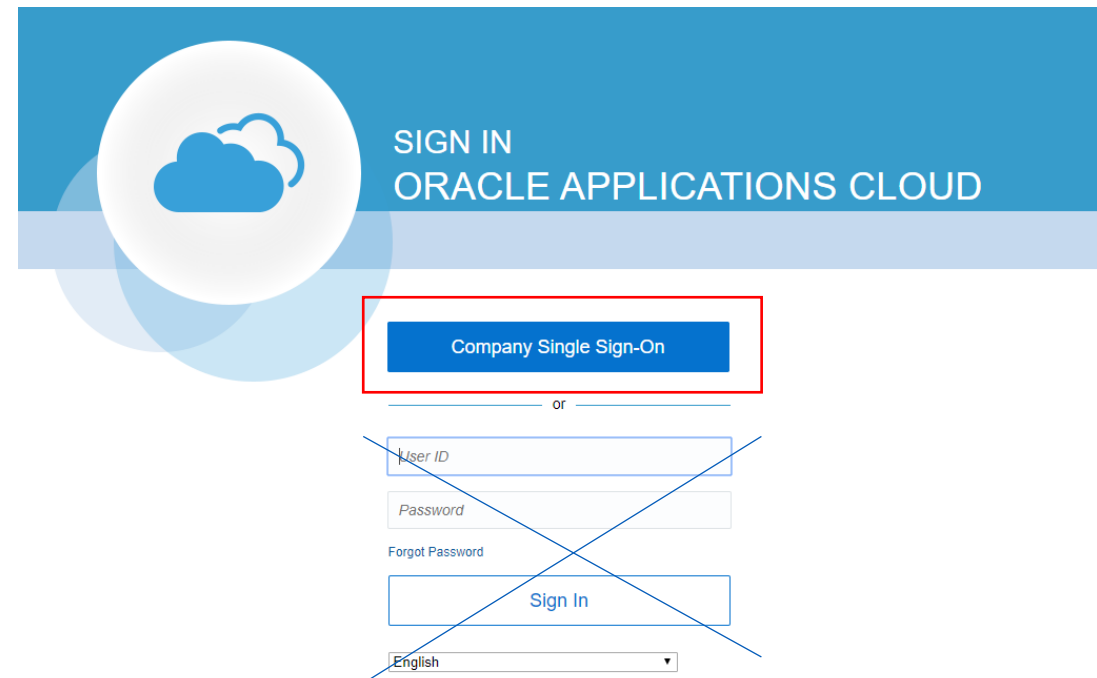 SIGN IN
ORACLE APPLICATIONS CLOUD
Company Single Sign-On
or
User ID
Password
Forgot Password
Sign In
English